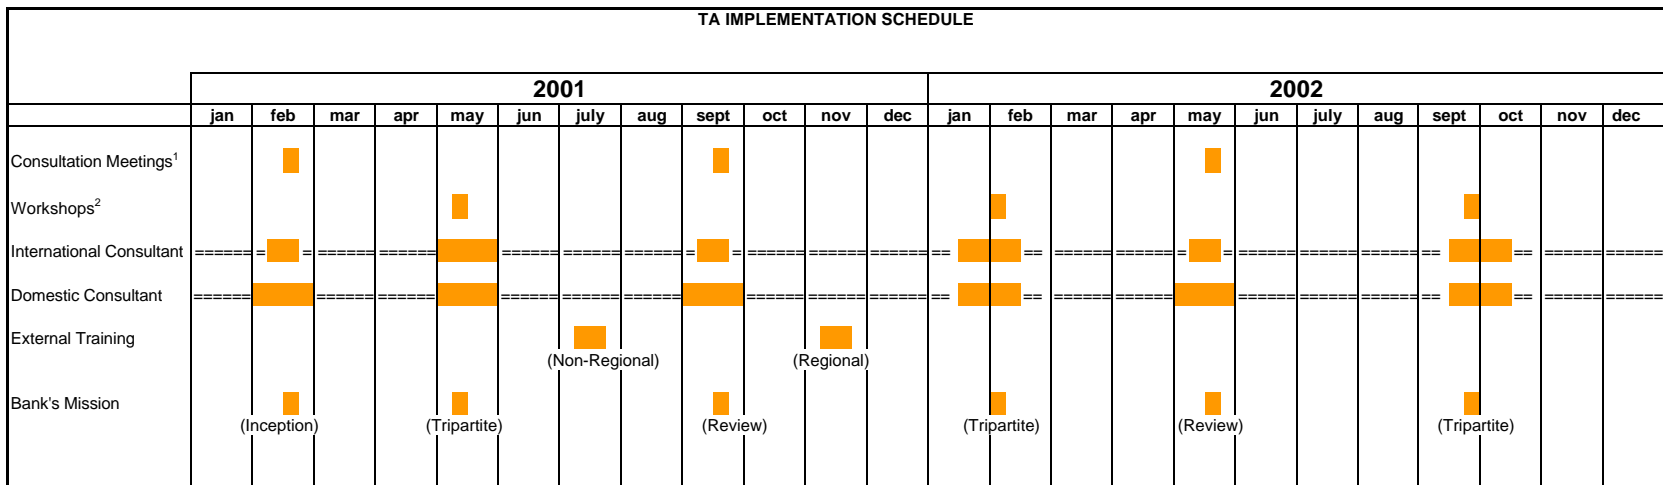 TA IMPLEMENTATION SCHEDULE
2001 2002
jan feb mar apr may jun july aug sept oct nov dec jan feb mar apr may jun july aug sept oct nov dec
Consultation Meetings1
Workshops2
International Consultant ====== = = ====== ====== ====== ====== ====== = ====== ====== ====== == == ====== ====== = ====== ====== ====== == == ====== ======
Domestic Consultant ====== ====== ====== ====== ====== ====== ====== ====== ====== == == ====== ====== ====== ====== ====== == == ====== ======
External Training
(Non-Regional) (Regional)
Bank's Mission
(Inception) (Tripartite) (Review) (Tripartite) (Review) (Tripartite)